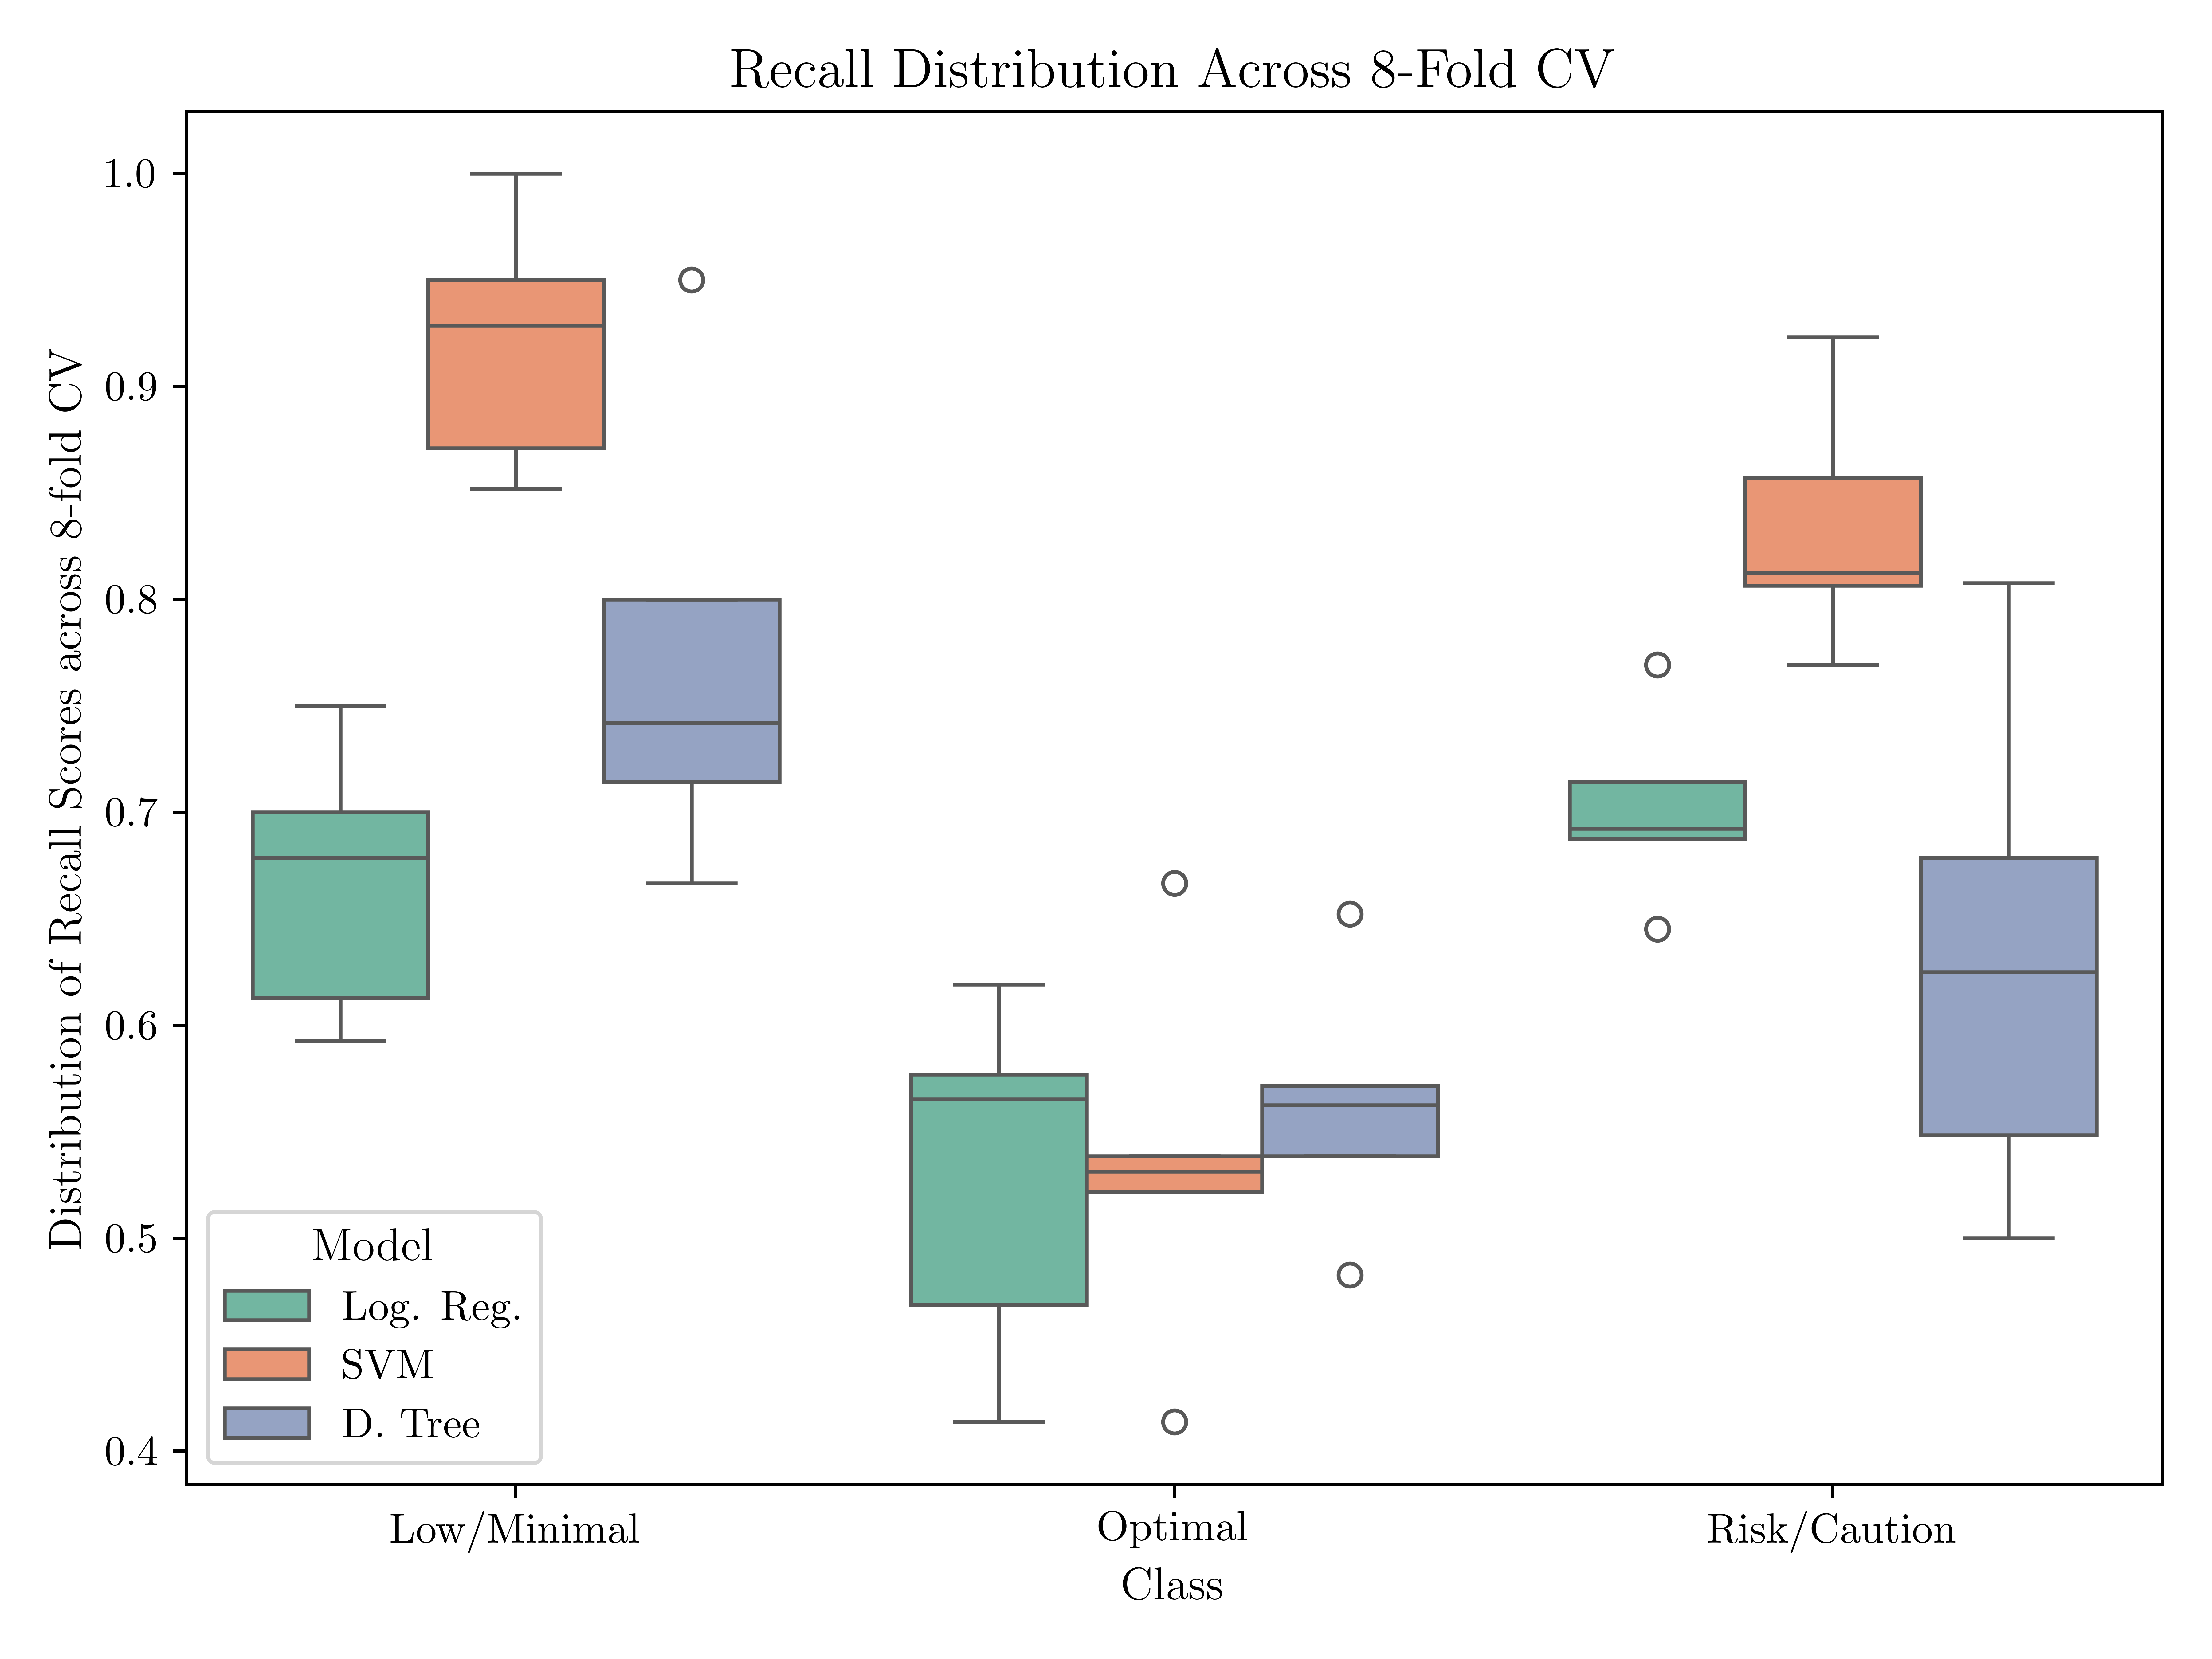 Recall Distribution Across 8-Fold CV
Distribution of Recall Scores across 8-fold CV
1.0
0.9
0.8
0.7
0.6
0.5
0.4
Model
Log. Reg.
SVM
D. Tree
Low/Minimal
Optimal
Risk/Caution
Class